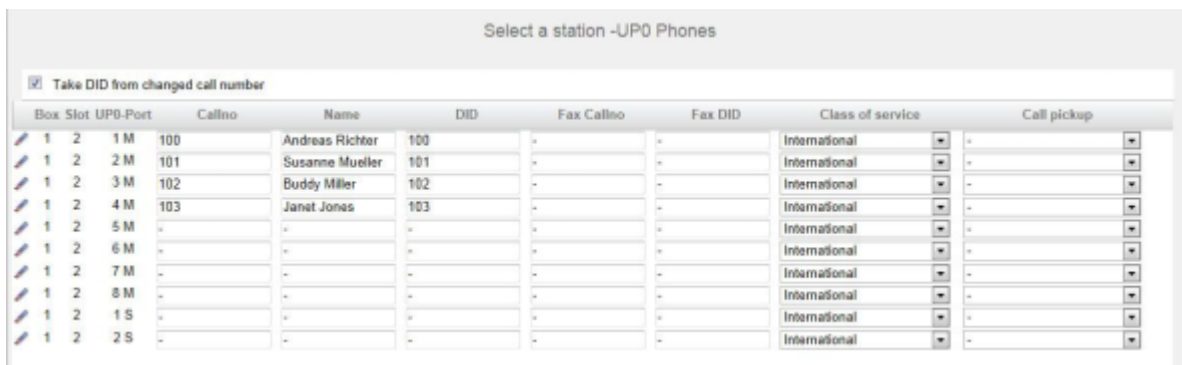 Select a station -UP0 Phones
Take DID from changed call number
Box Slot UP0-Port Callno Name DID Fax Callno Fax DID Class of service Call pickup
1 2 1 M 100 Andreas Richter 100 - - International -
1 2 2 M 101 Susanne Mueller 101 - - International -
1 2 3 M 102 Buddy Miller 102 - - International -
1 2 4 M 103 Janet Jones 103 - - International -
1 2 5 M - - - - - International -
1 2 6 M - - - - - International -
1 2 7 M - - - - - International -
1 2 8 M - - - - - International -
1 2 1 S - - - - - International -
1 2 2 S - - - - - International -